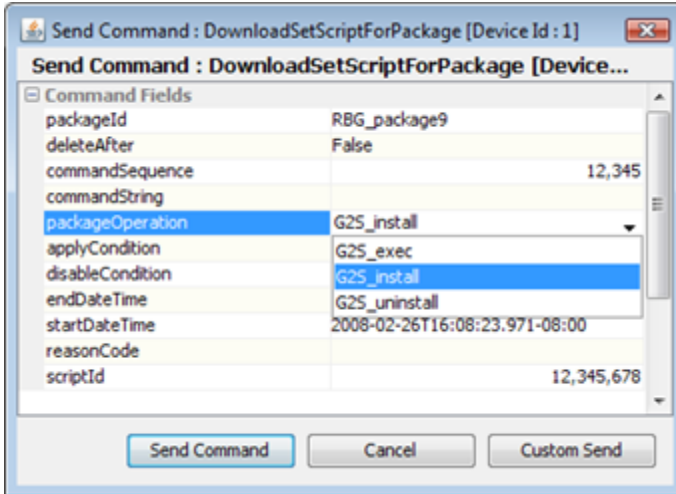 Send Command : DownloadSetScriptForPackage [Device Id : 1]
Send Command : DownloadSetScriptForPackage [Device...
Command Fields
packageId RBG_package9
deleteAfter False
commandSequence 12,345
commandString
packageOperation G2S_install
applyCondition G2S_exec
disableCondition G2S_install
endDateTime G2S_uninstall
startDateTime 2008-02-26T16:08:23.971-08:00
reasonCode
scriptId 12,345,678
Send Command Cancel Custom Send